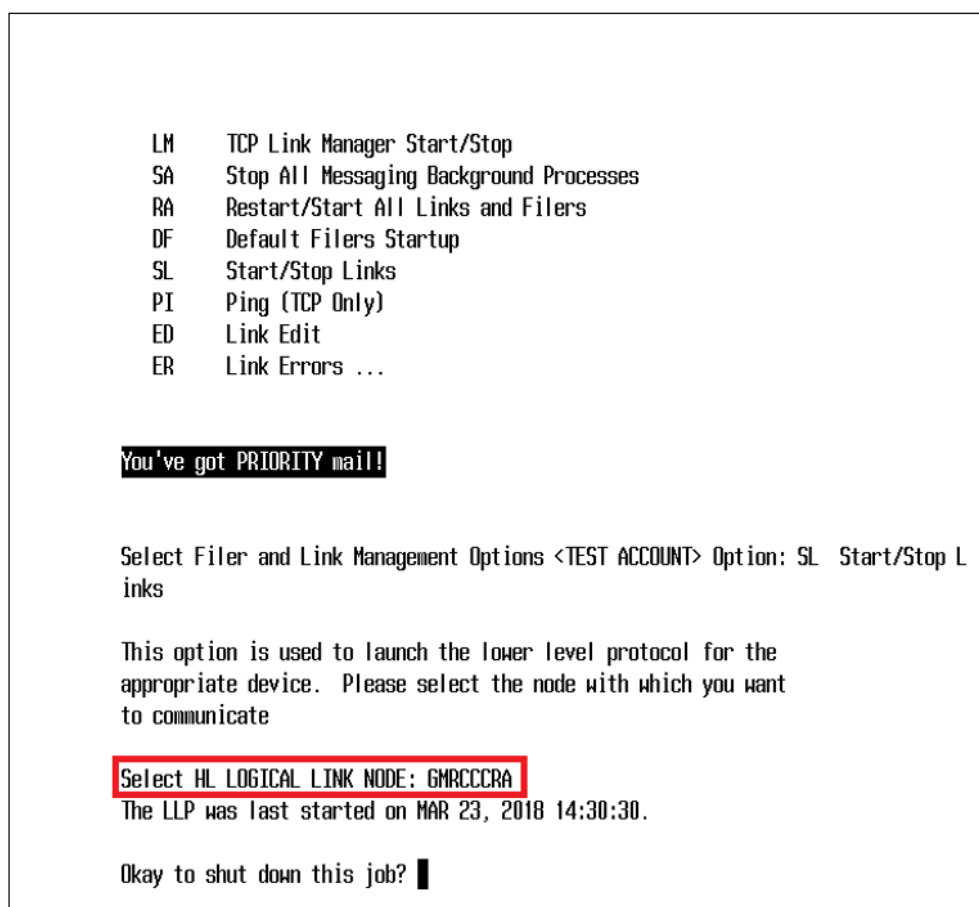 LM TCP Link Manager Start/Stop
SA Stop All Messaging Background Processes
RA Restart/Start All Links and Filers
DF Default Filers Startup
SL Start/Stop Links
PI Ping (TCP Only)
ED Link Edit
ER Link Errors ...
You've got PRIORITY mail!
Select Filer and Link Management Options <TEST ACCOUNT> Option: SL Start/Stop L
inks
This option is used to launch the lower level protocol for the
appropriate device. Please select the node with which you want
to communicate
Select HL LOGICAL LINK NODE: GMRCCCRA
The LLP was last started on MAR 23, 2018 14:30:30.
Okay to shut down this job?